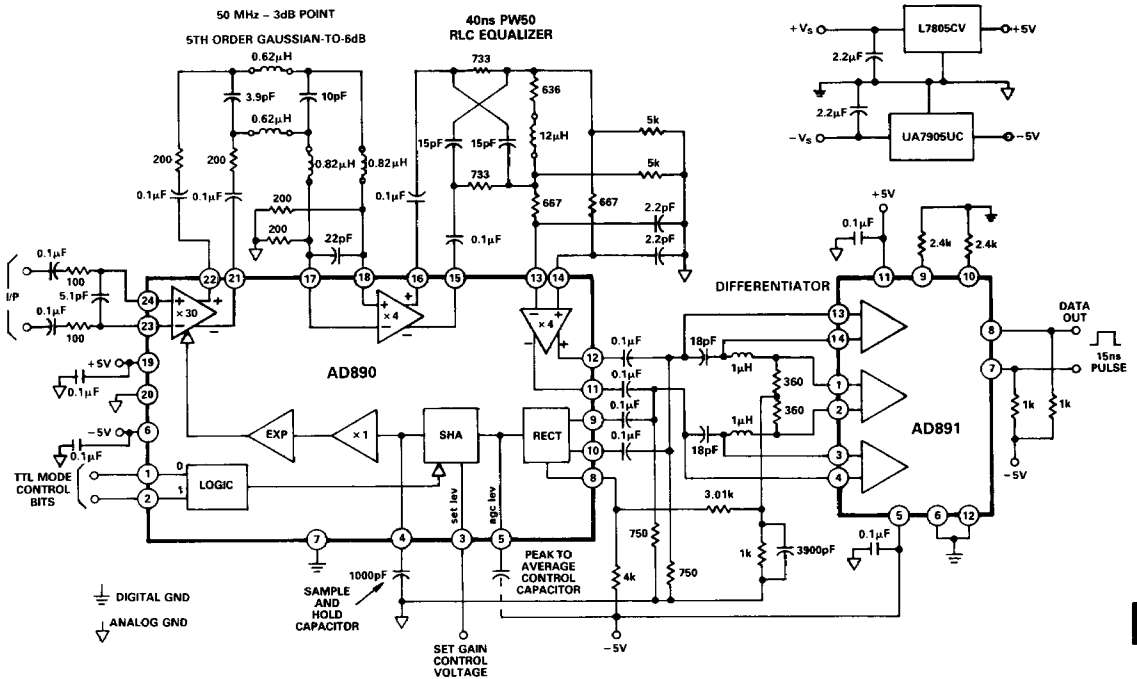 50 MHz – 3dB POINT
5TH ORDER GAUSSIAN-TO-6dB
0.62μH
3.9pF
10pF
0.62μH
200
200
0.82μH
0.82μH
0.1μF
0.1μF
200
200
22pF
40ns PW50
RLC EQUALIZER
733
636
15pF
15pF
12μH
733
5k
5k
0.1μF
667
667
0.1μF
2.2pF
2.2pF
+VS
L7805CV
+5V
2.2μF
2.2μF
–VS
UA7905UC
–5V
+5V
0.1μF
2.4k
2.4k
I/P
0.1μF
100
5.1pF
0.1μF
100
22
21
17
18
16
15
13
14
24
23
19
20
6
1
2
+
–
× 30
+
–
+
–
× 4
+
–
–
+
× 4
–
+
+5V
0.1μF
–5V
0.1μF
TTL MODE
CONTROL
BITS
0
1
LOGIC
AD890
EXP
× 1
SHA
RECT
set lev
agc lev
12
11
9
10
8
7
4
3
5
0.1μF
0.1μF
0.1μF
0.1μF
18pF
1μH
360
360
1μH
18pF
3.01k
750
750
1k
3900pF
4k
–5V
DIFFERENTIATOR
11
9
10
13
14
1
2
3
4
8
7
5
6
12
AD891
DATA
OUT
15ns
PULSE
1k
1k
–5V
0.1μF
1000pF
SAMPLE
AND
HOLD
CAPACITOR
PEAK TO
AVERAGE
CONTROL
CAPACITOR
SET GAIN
CONTROL
VOLTAGE
DIGITAL GND
ANALOG GND